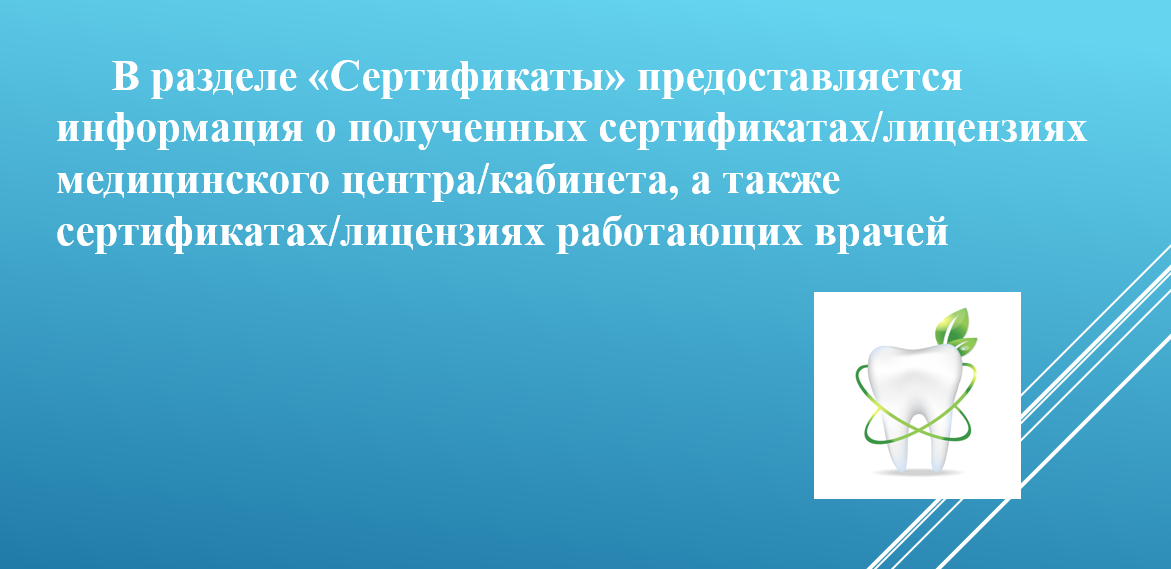 В разделе «Сертификаты» предоставляется
информация о полученных сертификатах/лицензиях
медицинского центра/кабинета, а также
сертификатах/лицензиях работающих врачей